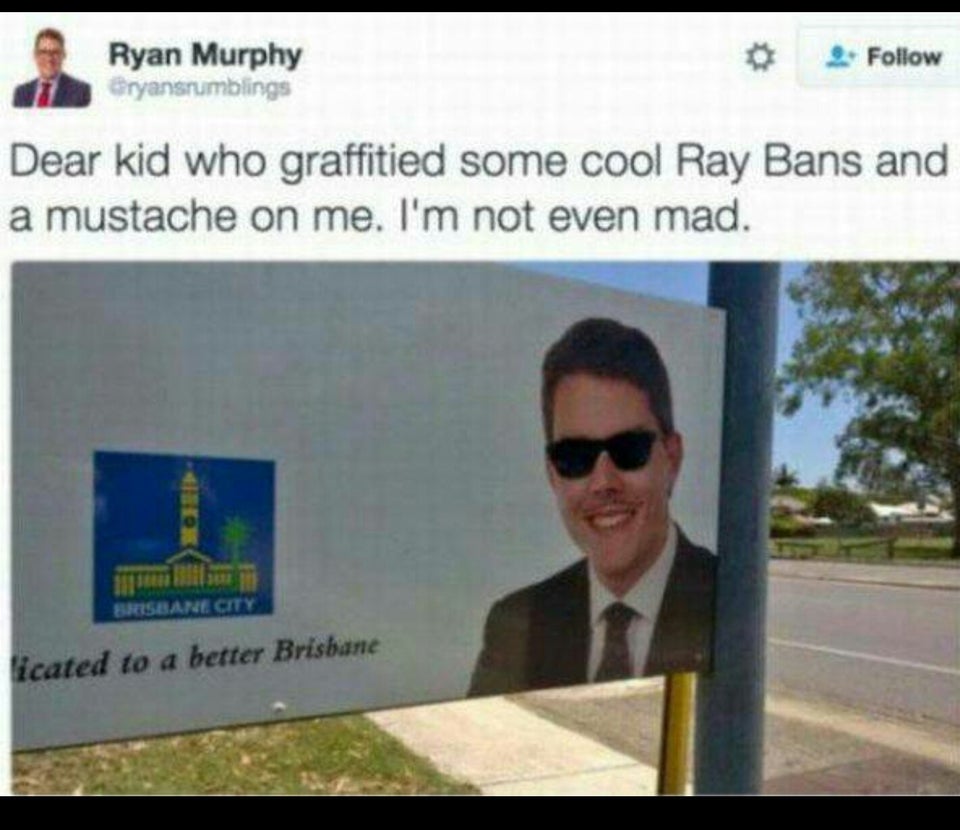 Ryan Murphy
@ryansrumblings
Follow
Dear kid who graffitied some cool Ray Bans and
a mustache on me. I'm not even mad.
BRISBANE CITY
licated to a better Brisbane